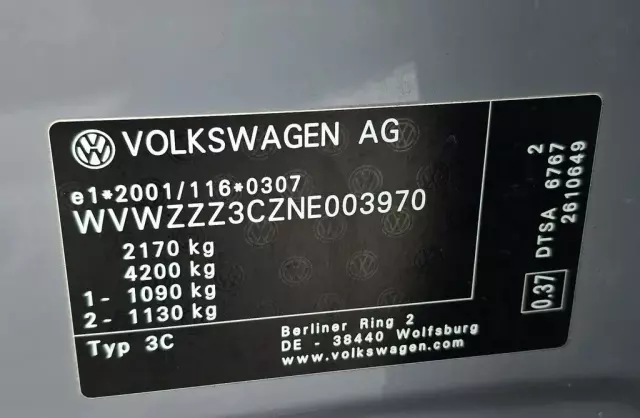 VOLKSWAGEN AG
e1*2001/116*0307
WVWZZZ3CZNE003970
2170 kg
4200 kg
1- 1090 kg
2- 1130 kg
Typ 3C
Berliner Ring 2
DE - 38440 Wolfsburg
www.volkswagen.com
0.37
DTSA 6767 2
2610649